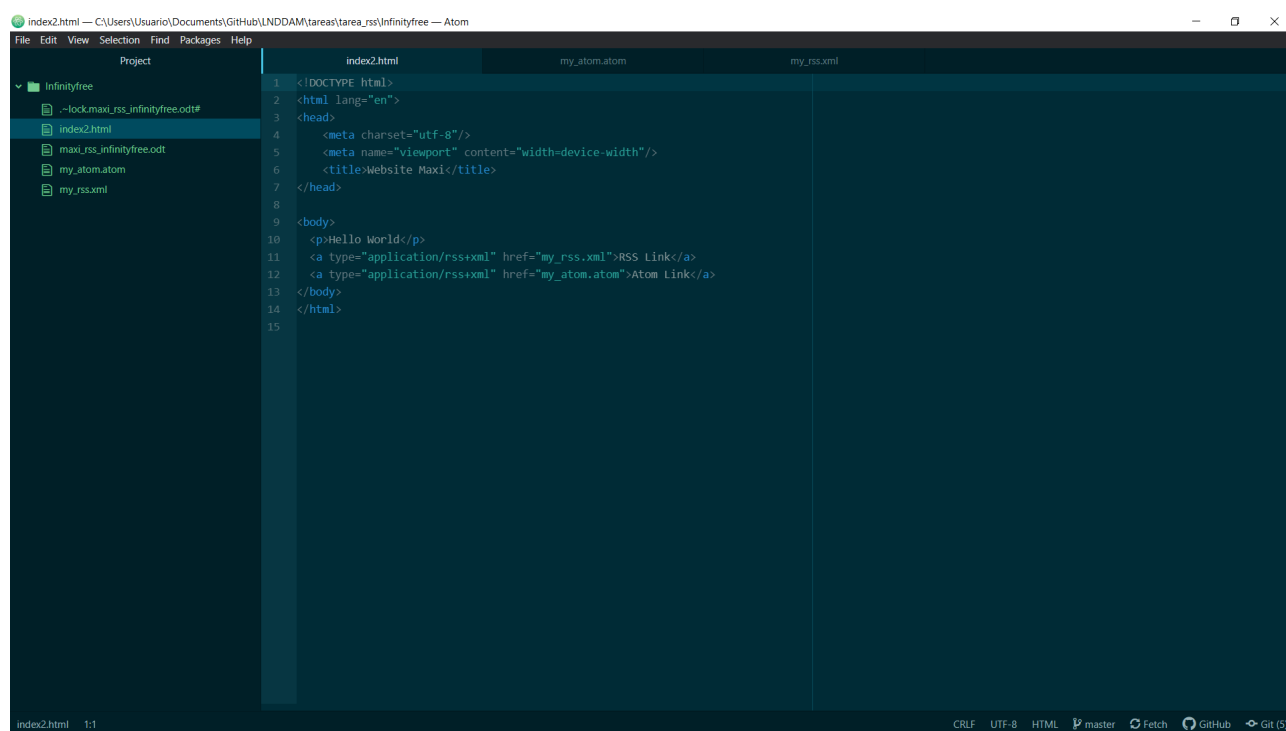 index2.html — C:\Users\Usuario\Documents\GitHub\LNDDAM\tareas\tarea_rss\Infinityfree — Atom
File Edit View Selection Find Packages Help
Project
index2.html my_atom.atom my_rss.xml
Infinityfree
.~lock.maxi_rss_infinityfree.odt#
index2.html
maxi_rss_infinityfree.odt
my_atom.atom
my_rss.xml
1 <!DOCTYPE html>
2 <html lang="en">
3 <head>
4 <meta charset="utf-8"/>
5 <meta name="viewport" content="width=device-width"/>
6 <title>Website Maxi</title>
7 </head>
8
9 <body>
10 <p>Hello World</p>
11 <a type="application/rss+xml" href="my_rss.xml">RSS Link</a>
12 <a type="application/rss+xml" href="my_atom.atom">Atom Link</a>
13 </body>
14 </html>
15
index2.html 1:1 CRLF UTF-8 HTML master Fetch GitHub Git (5)